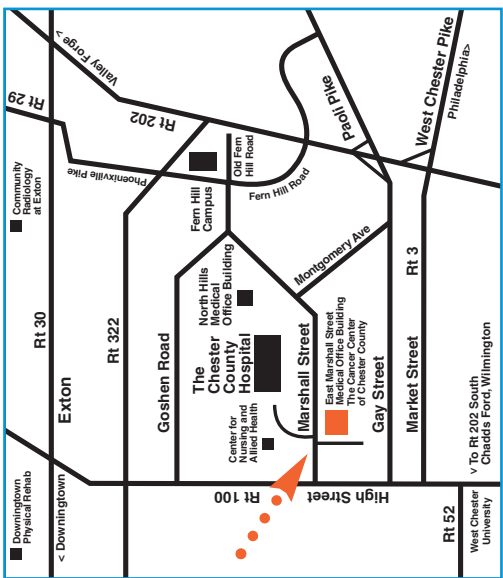 Valley Forge >
Rt 29
Rt 202
Phoenixville Pike
Community
Radiology
at Exton
Rt 30
Exton
Rt 322
< Downingtown
Downingtown
Physical Rehab
Paoli Pike
West Chester Pike
Philadelphia>
Old Fern
Hill Road
Fern Hill Road
Fern Hill
Campus
North Hills
Medical
Office Building
Montgomery Ave
Rt 3
Goshen Road
The
Chester
County
Hospital
Center for
Nursing and
Allied Health
Marshall Street
East Marshall Street
Medical Office Building
The Cancer Center
of Chester County
Gay Street
Market Street
Rt 100
High Street
v To Rt 202 South
Chadds Ford, Wilmington
Rt 52
West Chester
University